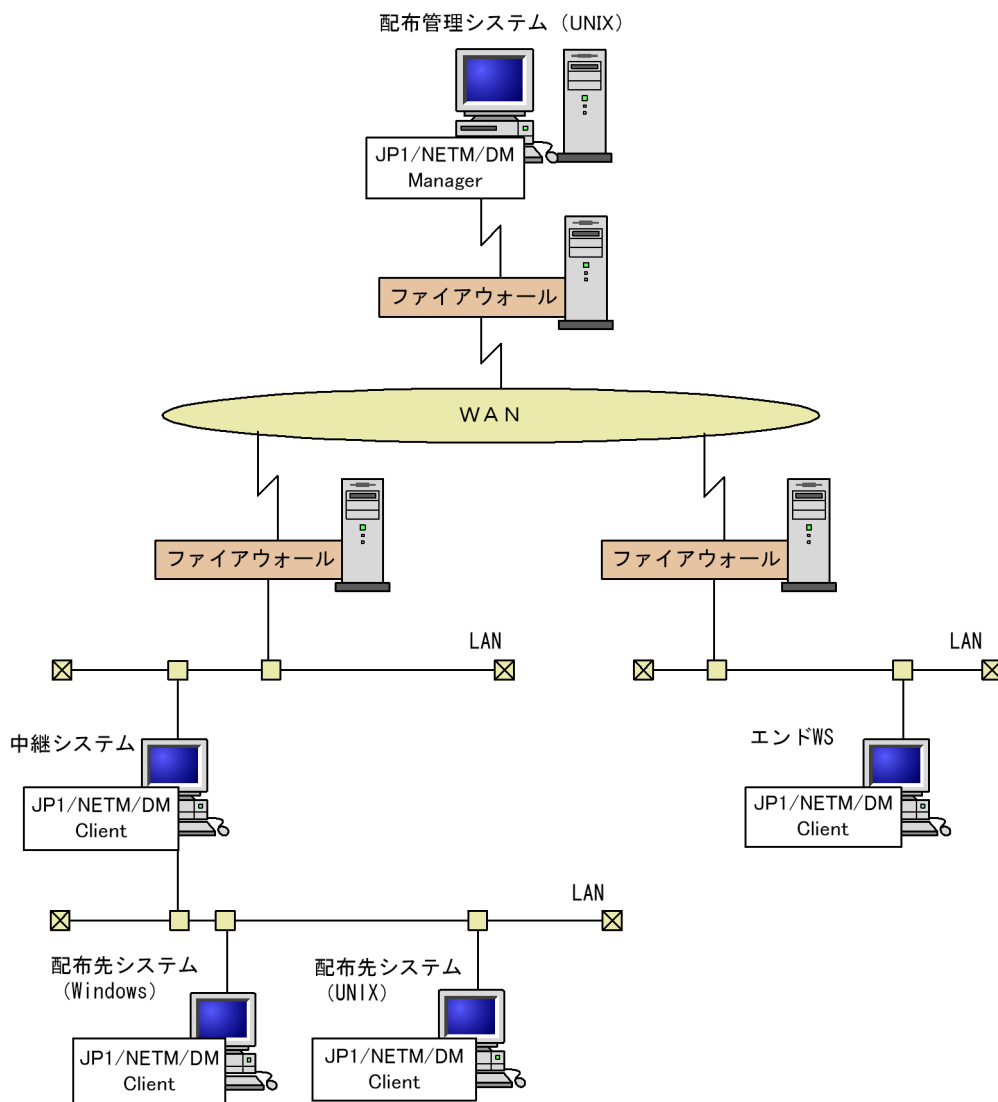 配布管理システム（UNIX）
JP1/NETM/DM
Manager
ファイアウォール
WAN
ファイアウォール
ファイアウォール
LAN
LAN
中継システム
JP1/NETM/DM
Client
エンドWS
JP1/NETM/DM
Client
LAN
配布先システム
（Windows）
配布先システム
（UNIX）
JP1/NETM/DM
Client
JP1/NETM/DM
Client